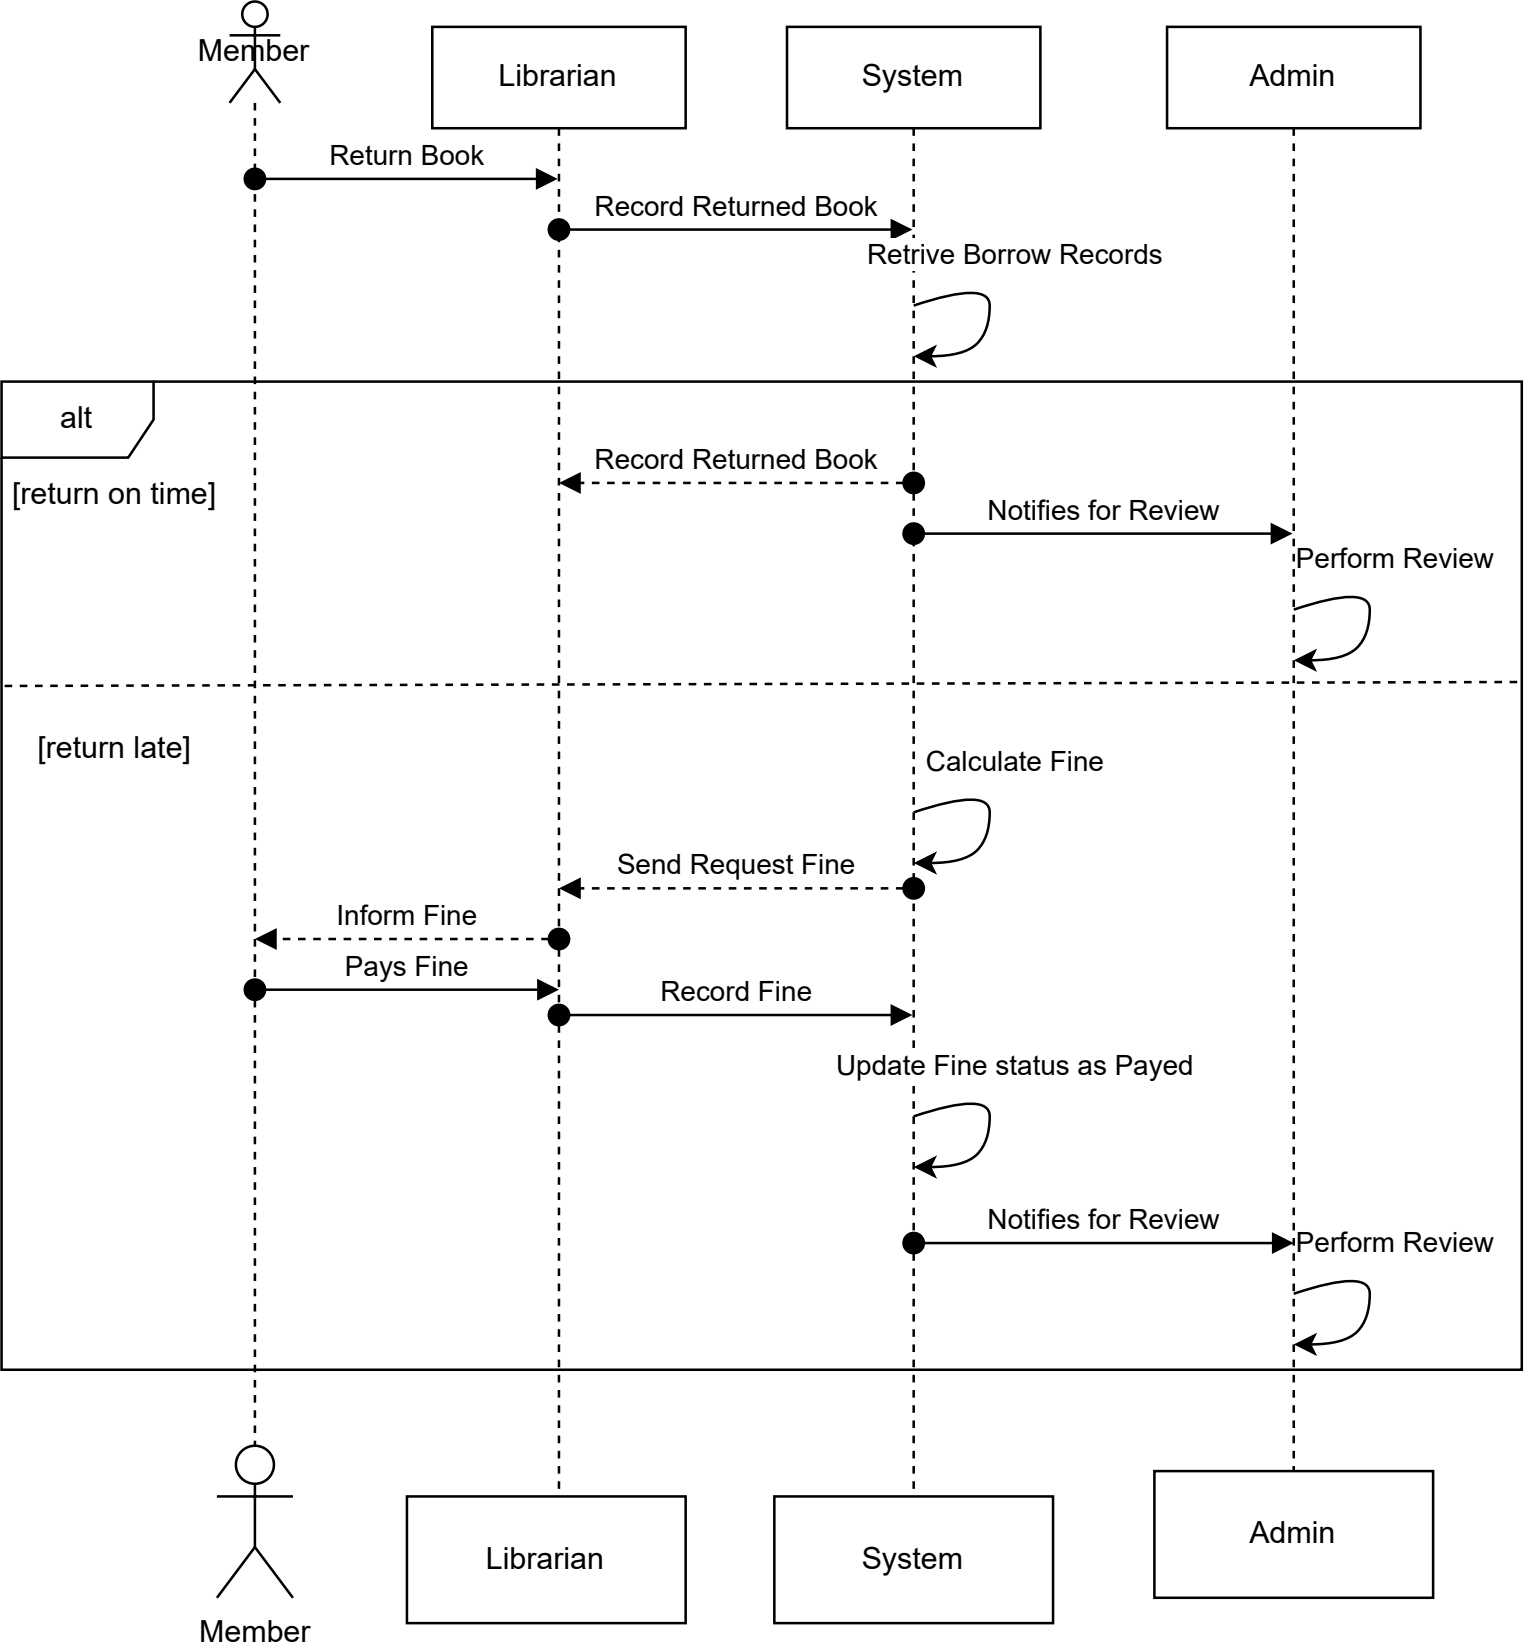 Member
Librarian
System
Admin
Return Book
Record Returned Book
Retrive Borrow Records
alt
Record Returned Book
[return on time]
Notifies for Review
Perform Review
[return late]
Calculate Fine
Send Request Fine
Inform Fine
Pays Fine
Record Fine
Update Fine status as Payed
Notifies for Review
Perform Review
Member
Librarian
System
Admin